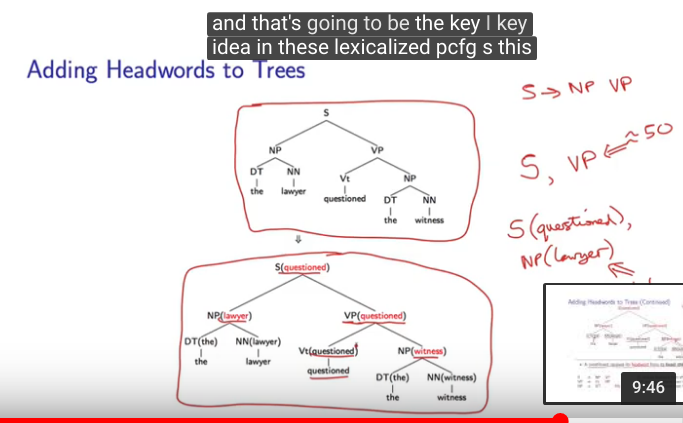 and that's going to be the key I key
idea in these lexicalized pcfg s this
Adding Headwords to Trees
S → NP VP
S
NP VP
DT NN Vt NP
the lawyer questioned DT NN
the witness
S, VP ⇐ ~50
⇓
S(questioned),
NP(lawyer)
S(questioned)
NP(lawyer) VP(questioned)
DT(the) NN(lawyer) Vt(questioned) NP(witness)
the lawyer questioned DT(the) NN(witness)
the witness
Adding Headwords to Trees (Continued)
9:46